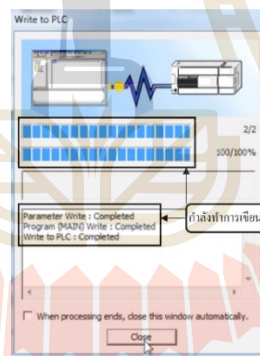 Write to PLC
2/2
100/100%
Parameter Write : Completed
Program (MAIN) Write : Completed
Write to PLC : Completed
กำลังทำการเขียน
When processing ends, close this window automatically.
Close